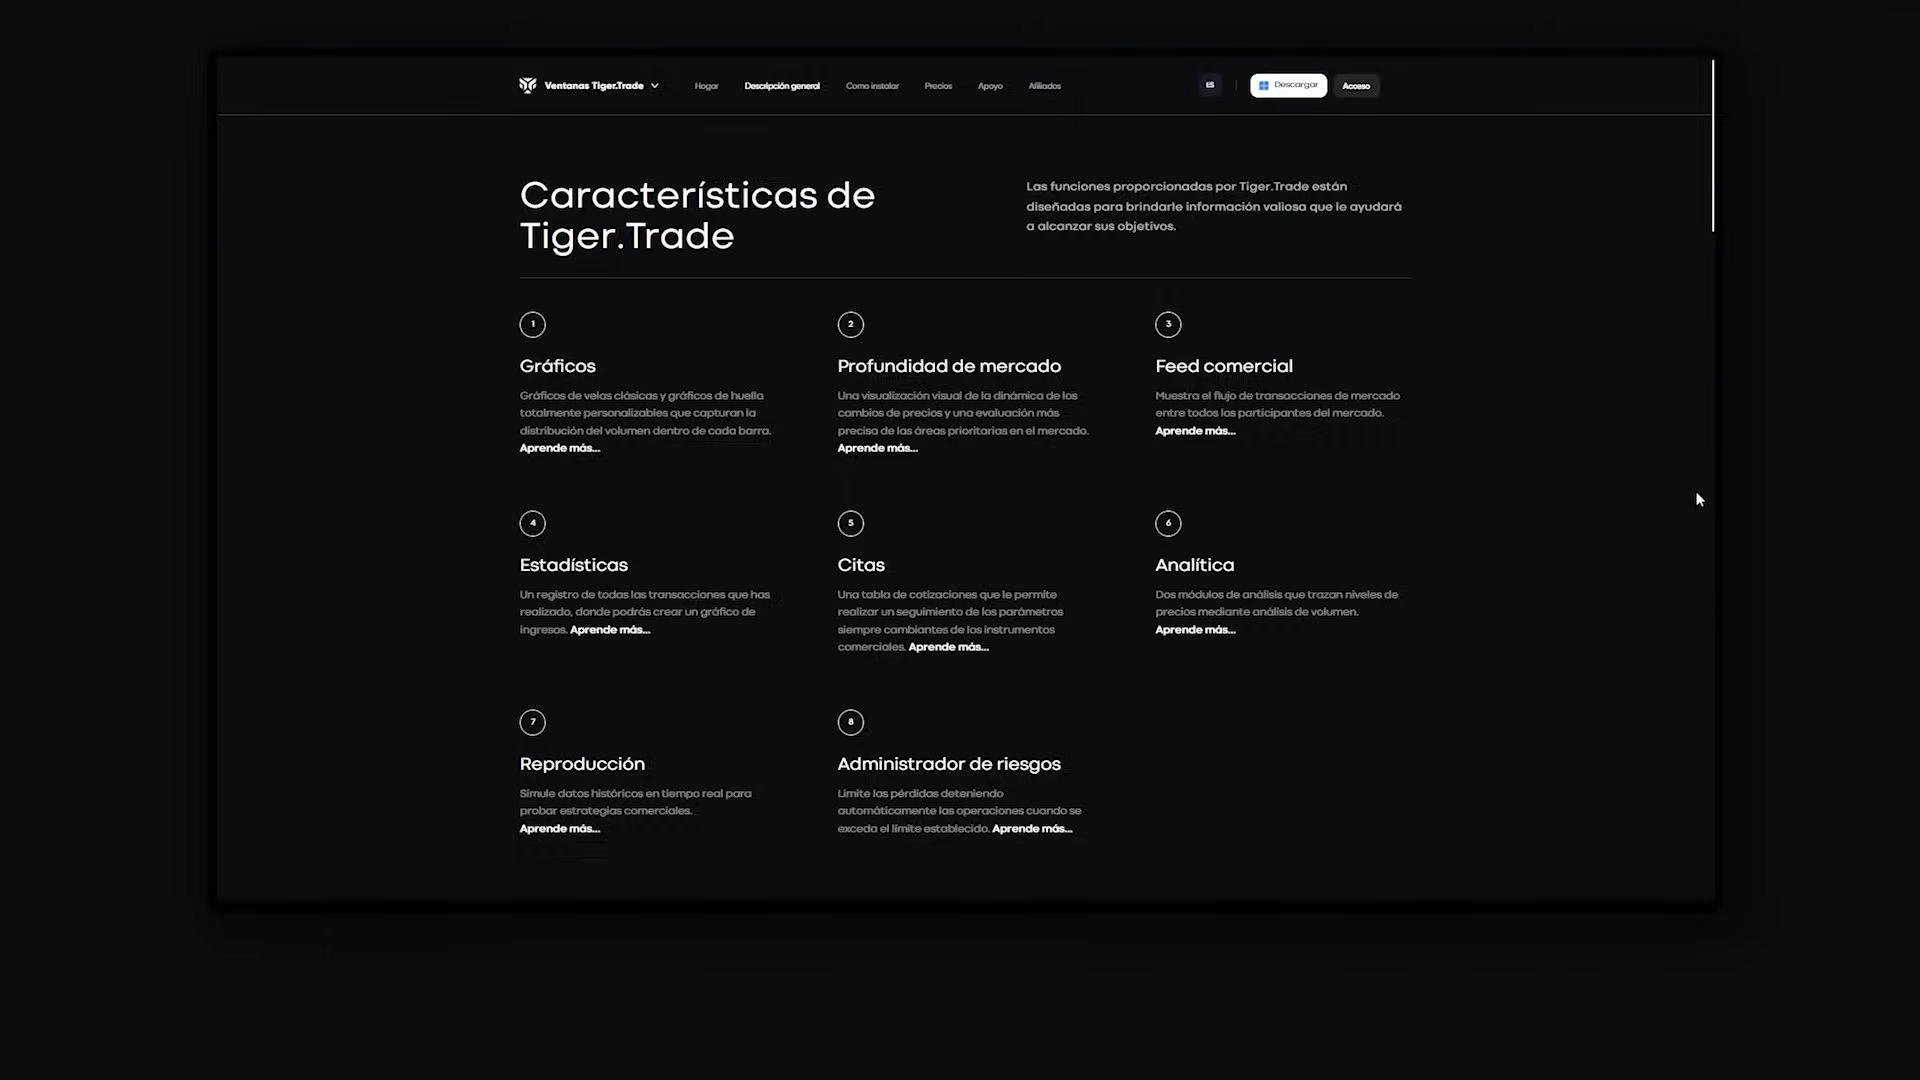 Ventanas Tiger.Trade
Hogar
Descripción general
Como instalar
Precios
Apoyo
Afiliados
ES
Descargar
Acceso
Características de
Tiger.Trade
Las funciones proporcionadas por Tiger.Trade están
diseñadas para brindarle información valiosa que le ayudará
a alcanzar sus objetivos.
1
Gráficos
Gráficos de velas clásicas y gráficos de huella
totalmente personalizables que capturan la
distribución del volumen dentro de cada barra.
Aprende más...
2
Profundidad de mercado
Una visualización visual de la dinámica de los
cambios de precios y una evaluación más
precisa de las áreas prioritarias en el mercado.
Aprende más...
3
Feed comercial
Muestra el flujo de transacciones de mercado
entre todos los participantes del mercado.
Aprende más...
4
Estadísticas
Un registro de todas las transacciones que has
realizado, donde podrás crear un gráfico de
ingresos. Aprende más...
5
Citas
Una tabla de cotizaciones que le permite
realizar un seguimiento de los parámetros
siempre cambiantes de los instrumentos
comerciales. Aprende más...
6
Analítica
Dos módulos de análisis que trazan niveles de
precios mediante análisis de volumen.
Aprende más...
7
Reproducción
Simule datos históricos en tiempo real para
probar estrategias comerciales.
Aprende más...
8
Administrador de riesgos
Limite las pérdidas deteniendo
automáticamente las operaciones cuando se
exceda el límite establecido. Aprende más...